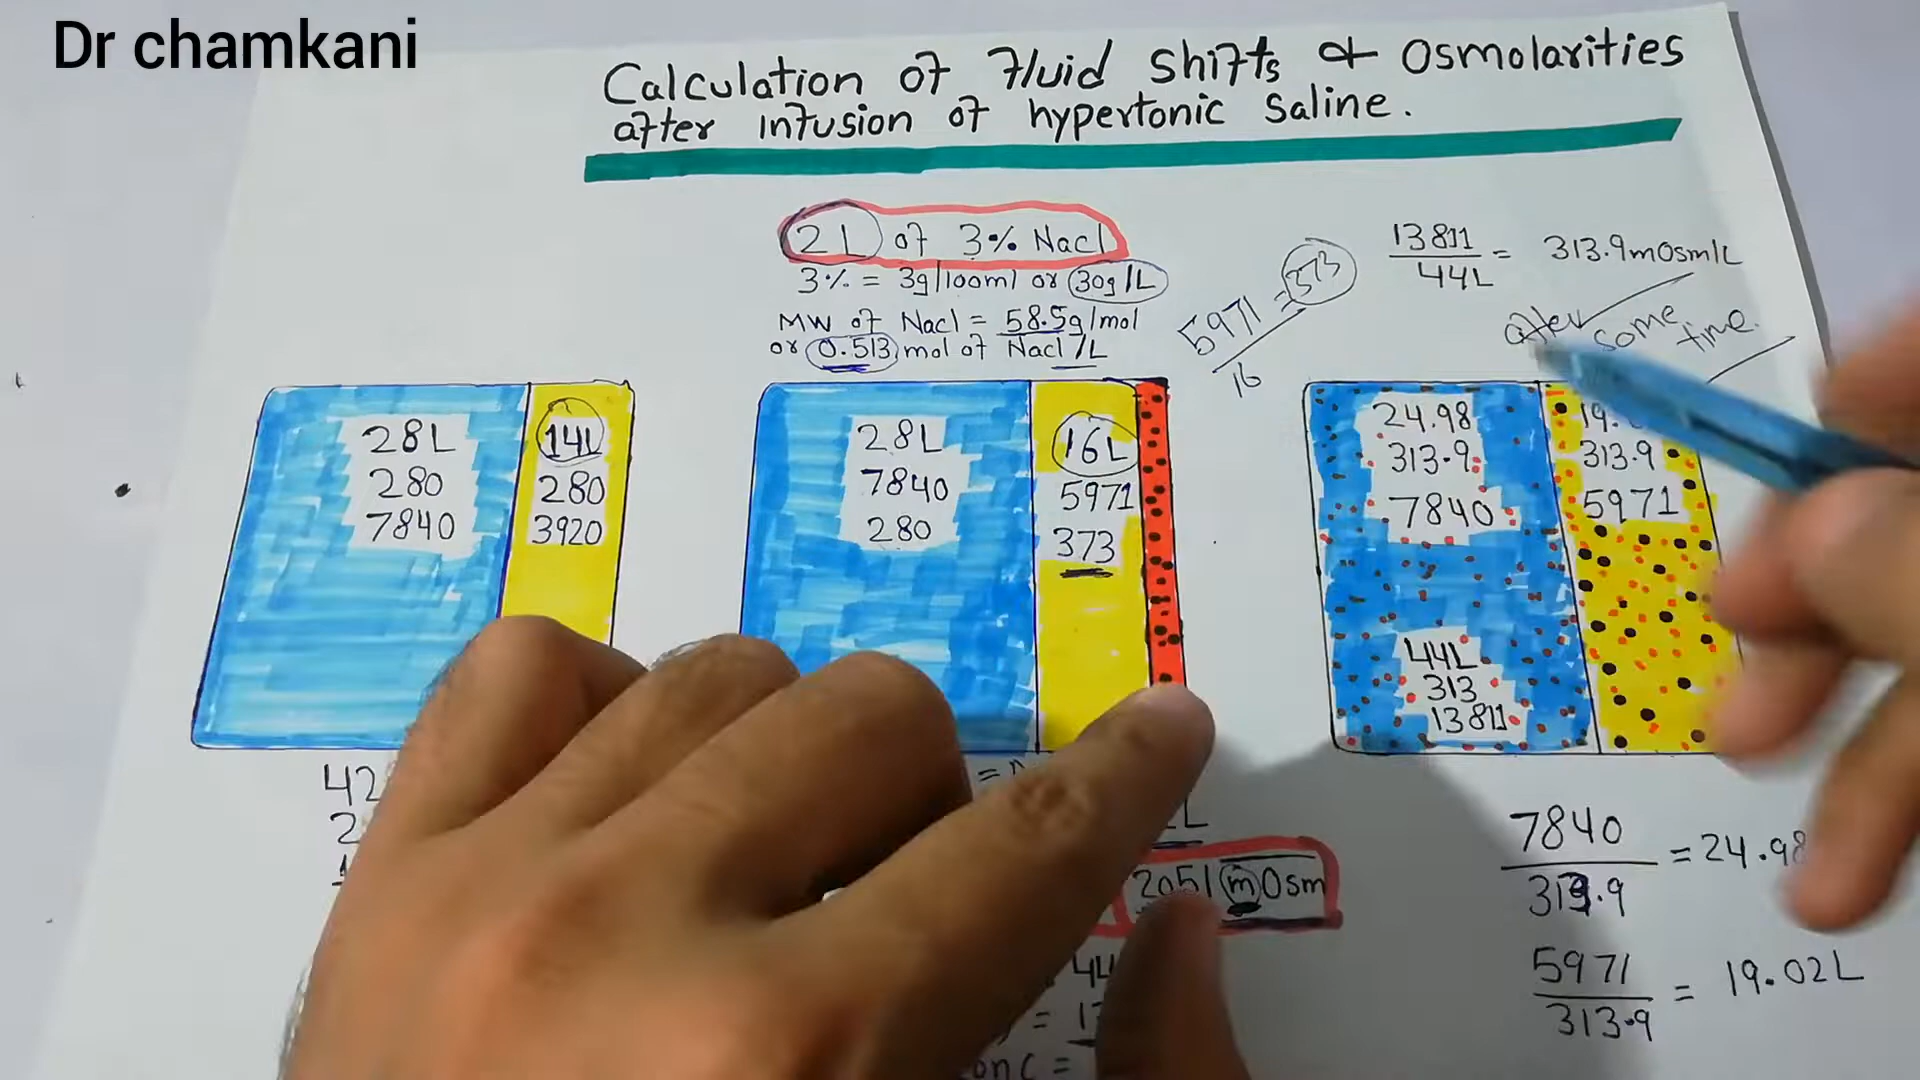 Dr chamkani
Calculation of Fluid Shifts & Osmolarities
after infusion of hypertonic Saline.
2L of 3% Nacl
3% = 3g/100ml or 30g/L
MW of Nacl = 58.5g/mol
or 0.513 mol of Nacl/L
5971 = 373
16
13811 = 313.9mOsm/L
44L
after some time.
28L
280
7840
14L
280
3920
28L
7840
280
16L
5971
373
24.98
313.9
7840
313.9
5971
44L
313
13811
42
2051 mOsm
7840 = 24.98
313.9
5971 = 19.02L
313.9